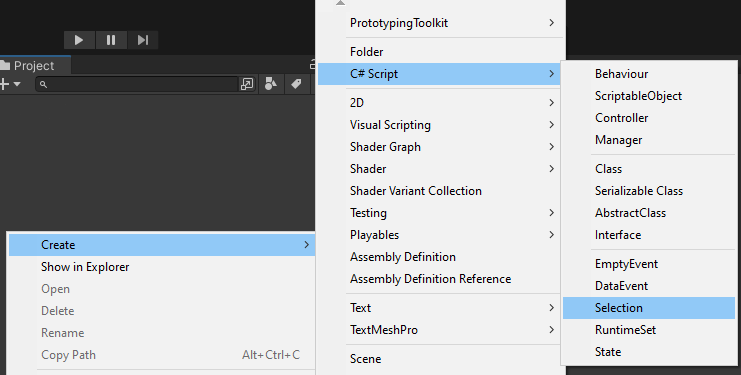 Project
Create
Show in Explorer
Open
Delete
Rename
Copy Path Alt+Ctrl+C
PrototypingToolkit
Folder
C# Script
2D
Visual Scripting
Shader Graph
Shader
Shader Variant Collection
Testing
Playables
Assembly Definition
Assembly Definition Reference
Text
TextMeshPro
Scene
Behaviour
ScriptableObject
Controller
Manager
Class
Serializable Class
AbstractClass
Interface
EmptyEvent
DataEvent
Selection
RuntimeSet
State